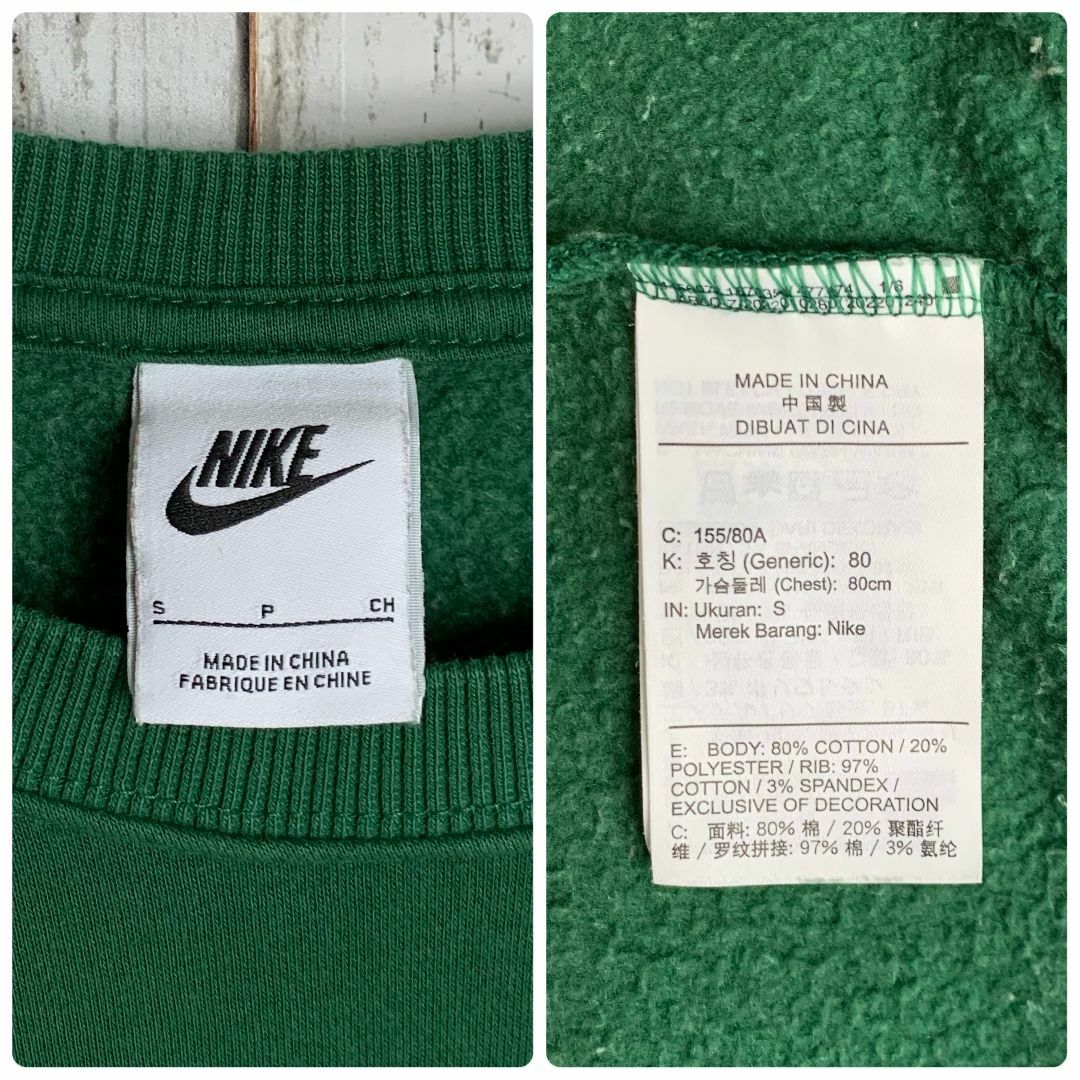 NIKE
S P CH
MADE IN CHINA
FABRIQUE EN CHINE
1/6
MADE IN CHINA
中国製
DIBUAT DI CINA
C: 155/80A
K: 호칭 (Generic): 80
가슴둘레 (Chest): 80cm
IN: Ukuran: S
Merek Barang: Nike
E: BODY: 80% COTTON / 20%
POLYESTER / RIB: 97%
COTTON / 3% SPANDEX /
EXCLUSIVE OF DECORATION
C: 面料: 80% 棉 / 20% 聚酯纤
维 / 罗纹拼接: 97% 棉 / 3% 氨纶